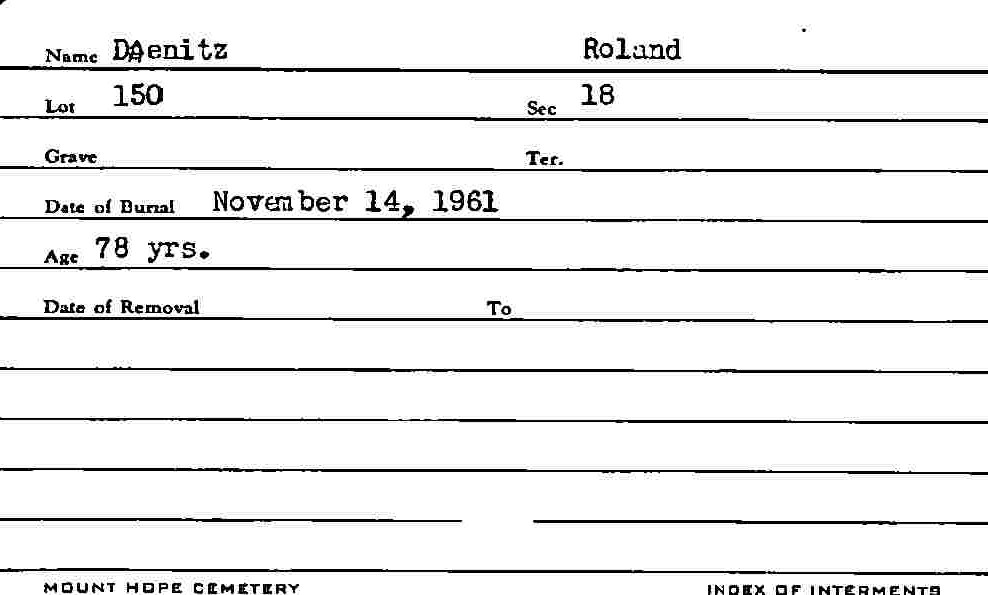 Name DAenitz Roland
Lot 150 Sec 18
Grave Ter.
Date of Burial November 14, 1961
Age 78 yrs.
Date of Removal To
MOUNT HOPE CEMETERY INDEX OF INTERMENTS